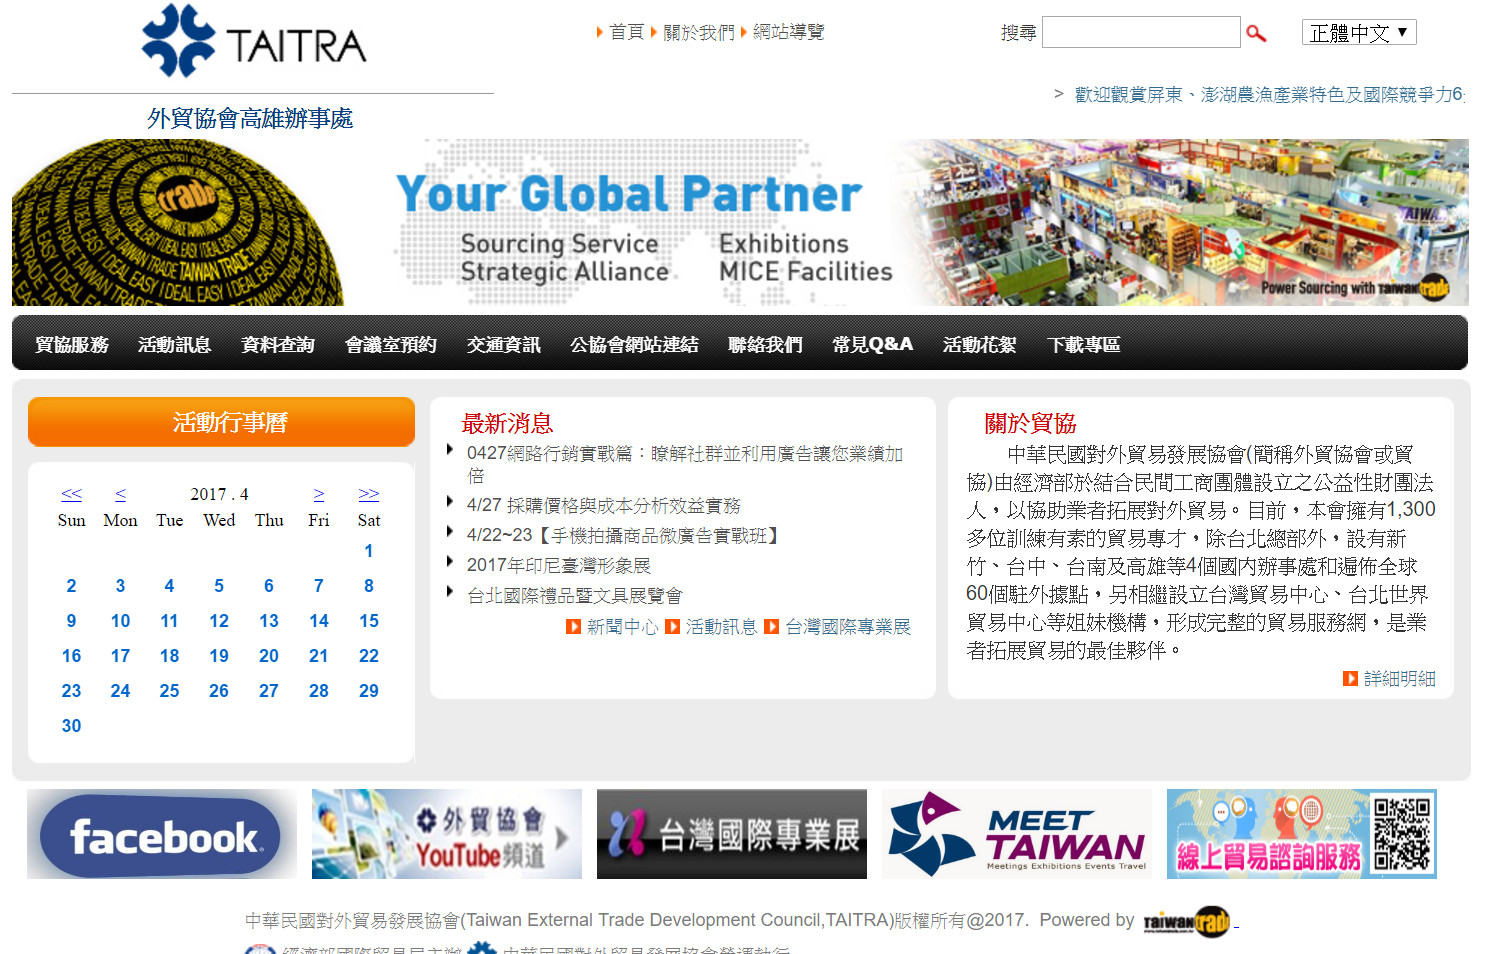 TAITRA
首頁 關於我們 網站導覽
搜尋
正體中文
外貿協會高雄辦事處
> 歡迎觀賞屏東、澎湖農漁產業特色及國際競爭力6
trade
Your Global Partner
Sourcing Service Exhibitions
Strategic Alliance MICE Facilities
Power Sourcing with TAIWANtrade
貿協服務 活動訊息 資料查詢 會議室預約 交通資訊 公協會網站連結 聯絡我們 常見Q&A 活動花絮 下載專區
活動行事曆
<< < 2017 . 4 > >>
Sun Mon Tue Wed Thu Fri Sat
1
2 3 4 5 6 7 8
9 10 11 12 13 14 15
16 17 18 19 20 21 22
23 24 25 26 27 28 29
30
最新消息
0427網路行銷實戰篇：瞭解社群並利用廣告讓您業績加
倍
4/27 採購價格與成本分析效益實務
4/22~23【手機拍攝商品微廣告實戰班】
2017年印尼臺灣形象展
台北國際禮品暨文具展覽會
新聞中心 活動訊息 台灣國際專業展
關於貿協
中華民國對外貿易發展協會(簡稱外貿協會或貿
協)由經濟部於結合民間工商團體設立之公益性財團法
人，以協助業者拓展對外貿易。目前，本會擁有1,300
多位訓練有素的貿易專才，除台北總部外，設有新
竹、台中、台南及高雄等4個國內辦事處和遍佈全球
60個駐外據點，另相繼設立台灣貿易中心、台北世界
貿易中心等姐妹機構，形成完整的貿易服務網，是業
者拓展貿易的最佳夥伴。
詳細明細
facebook
外貿協會
YouTube頻道
台灣國際專業展
MEET
TAIWAN
Meetings Exhibitions Events Travel
線上貿易諮詢服務
中華民國對外貿易發展協會(Taiwan External Trade Development Council,TAITRA)版權所有@2017. Powered by TAIWANtrade
經濟部國際貿易局主辦 中華民國對外貿易發展協會營運執行